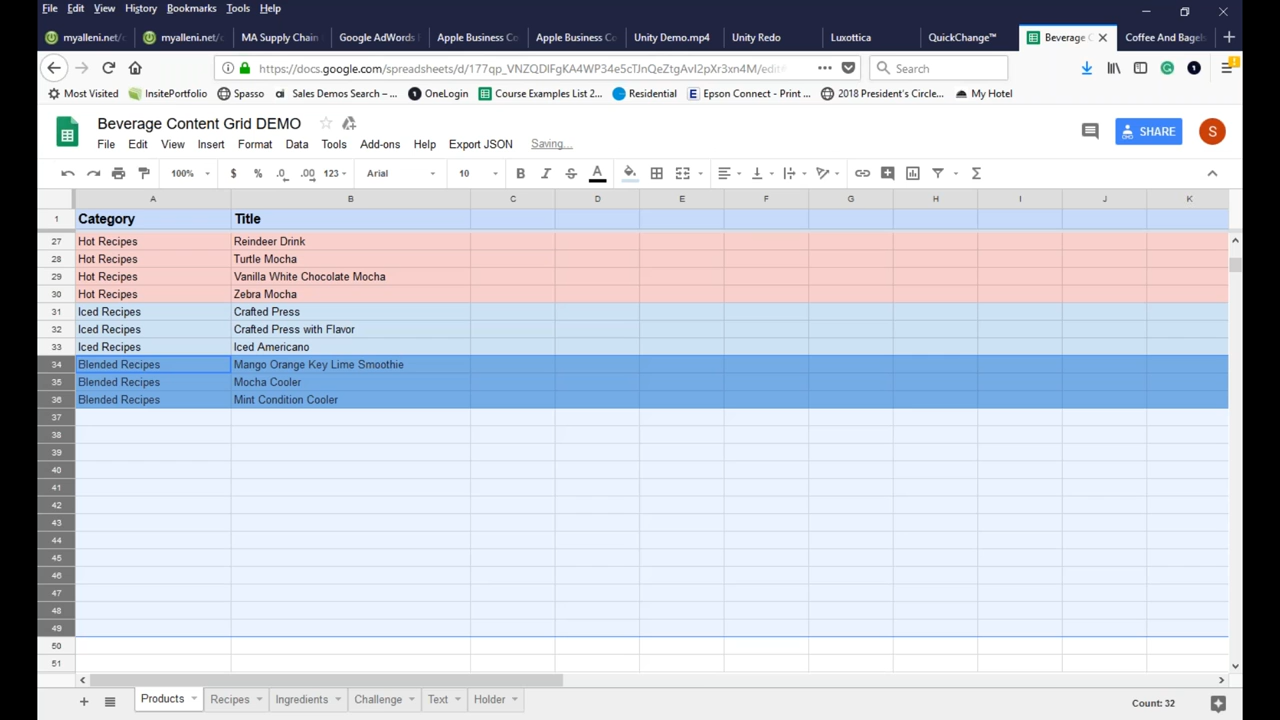 File Edit View History Bookmarks Tools Help
myalleni.net/ myalleni.net/ MA Supply Chain Google AdWords Apple Business Co Apple Business Co Unity Demo.mp4 Unity Redo Luxottica QuickChange™ Beverage C Coffee And Bagels
Search
Most Visited InsitePortfolio Spasso Sales Demos Search – ... OneLogin Course Examples List 2... Residential Epson Connect - Print ... 2018 President's Circle... My Hotel
Beverage Content Grid DEMO
SHARE
S
File Edit View Insert Format Data Tools Add-ons Help Export JSON Saving...
100% $ % .0 .00 123 Arial 10 B I S A
A B C D E F G H I J K
1 Category Title
27 Hot Recipes Reindeer Drink
28 Hot Recipes Turtle Mocha
29 Hot Recipes Vanilla White Chocolate Mocha
30 Hot Recipes Zebra Mocha
31 Iced Recipes Crafted Press
32 Iced Recipes Crafted Press with Flavor
33 Iced Recipes Iced Americano
34 Blended Recipes Mango Orange Key Lime Smoothie
35 Blended Recipes Mocha Cooler
36 Blended Recipes Mint Condition Cooler
37
38
39
40
41
42
43
44
45
46
47
48
49
50
51
Products Recipes Ingredients Challenge Text Holder Count: 32